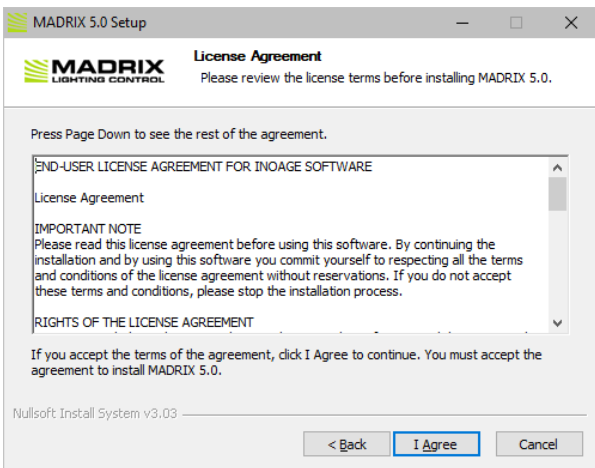 MADRIX 5.0 Setup
MADRIX
LIGHTING CONTROL
License Agreement
Please review the license terms before installing MADRIX 5.0.
Press Page Down to see the rest of the agreement.
END-USER LICENSE AGREEMENT FOR INOAGE SOFTWARE
License Agreement
IMPORTANT NOTE
Please read this license agreement before using this software. By continuing the
installation and by using this software you commit yourself to respecting all the terms
and conditions of the license agreement without reservations. If you do not accept
these terms and conditions, please stop the installation process.
RIGHTS OF THE LICENSE AGREEMENT
If you accept the terms of the agreement, click I Agree to continue. You must accept the
agreement to install MADRIX 5.0.
Nullsoft Install System v3.03
< Back
I Agree
Cancel